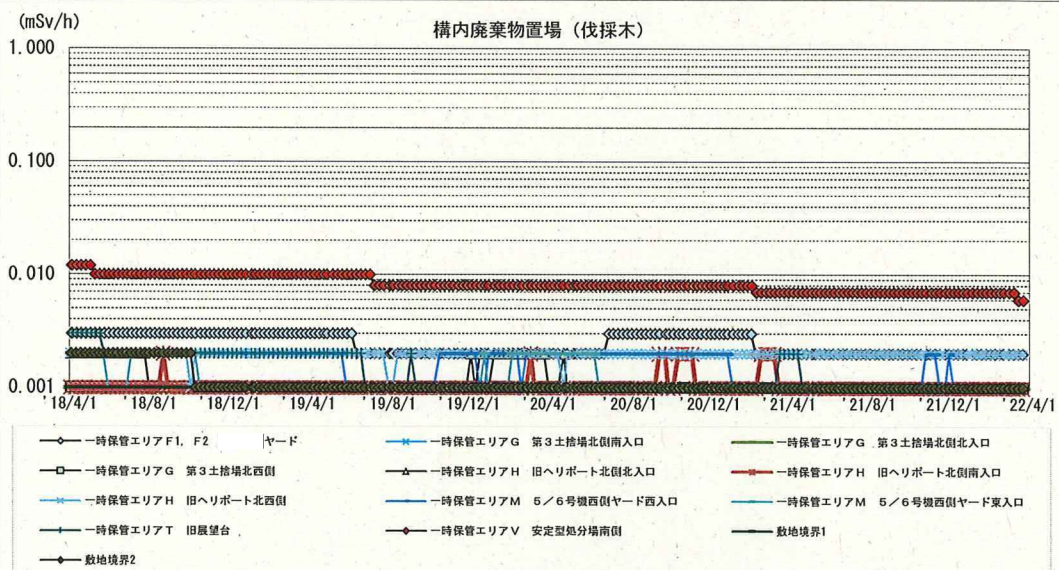 (mSv/h)
構内廃棄物置場（伐採木）
1.000
0.100
0.010
0.001
'18/4/1 '18/8/1 '18/12/1 '19/4/1 '19/8/1 '19/12/1 '20/4/1 '20/8/1 '20/12/1 '21/4/1 '21/8/1 '21/12/1 '22/4/1
一時保管エリアF1, F2 ヤード 一時保管エリアG 第3土捨場北側南入口 一時保管エリアG 第3土捨場北側北入口
一時保管エリアG 第3土捨場北西側 一時保管エリアH 旧ヘリポート北側北入口 一時保管エリアH 旧ヘリポート北側南入口
一時保管エリアH 旧ヘリポート北西側 一時保管エリアM 5／6号機西側ヤード西入口 一時保管エリアM 5／6号機西側ヤード東入口
一時保管エリアT 旧展望台 一時保管エリアV 安定型処分場南側 敷地境界1
敷地境界2